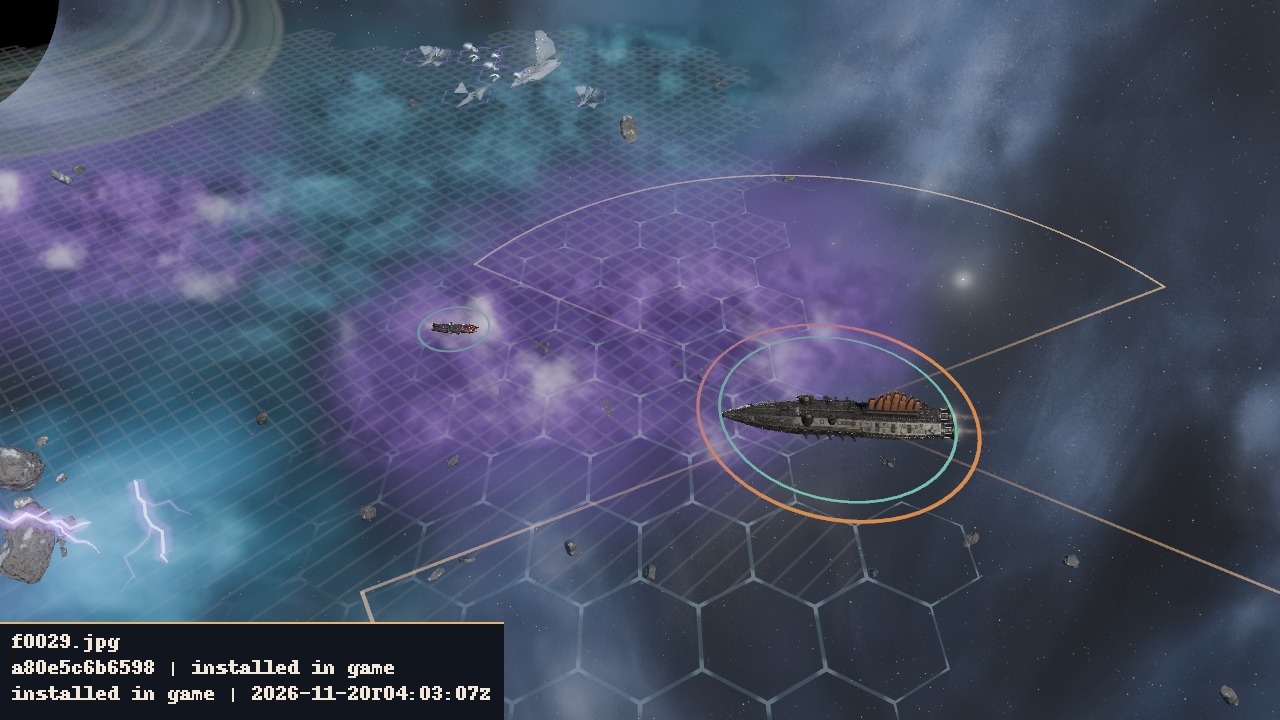 f0029.jpg
a80e5c6b6598 | installed in game
installed in game | 2026-11-20T04:03:07Z